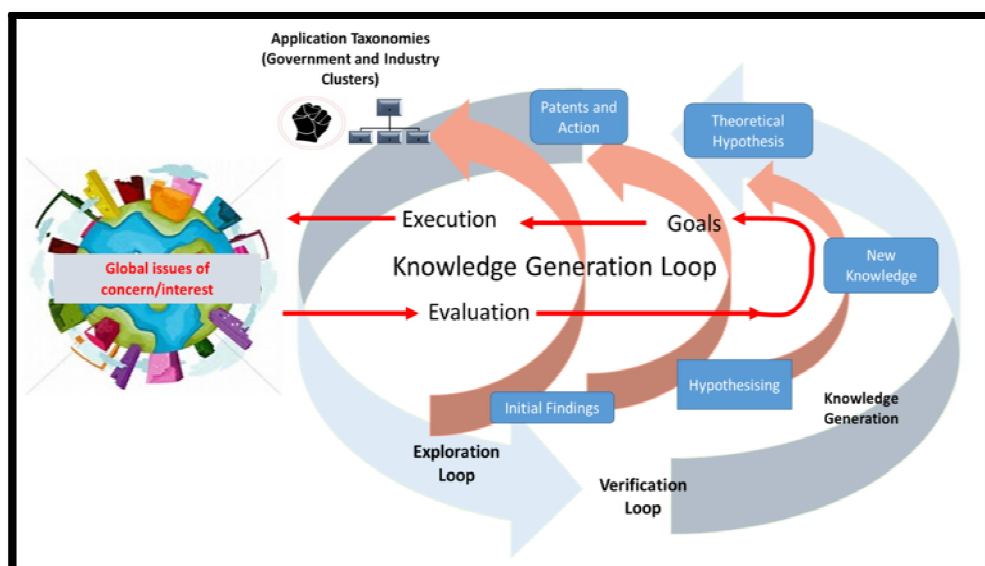 Application Taxonomies
(Government and Industry
Clusters)
Patents and
Action
Theoretical
Hypothesis
Execution
Goals
Global issues of
concern/interest
Knowledge Generation Loop
New
Knowledge
Evaluation
Initial Findings
Hypothesising
Knowledge
Generation
Exploration
Loop
Verification
Loop